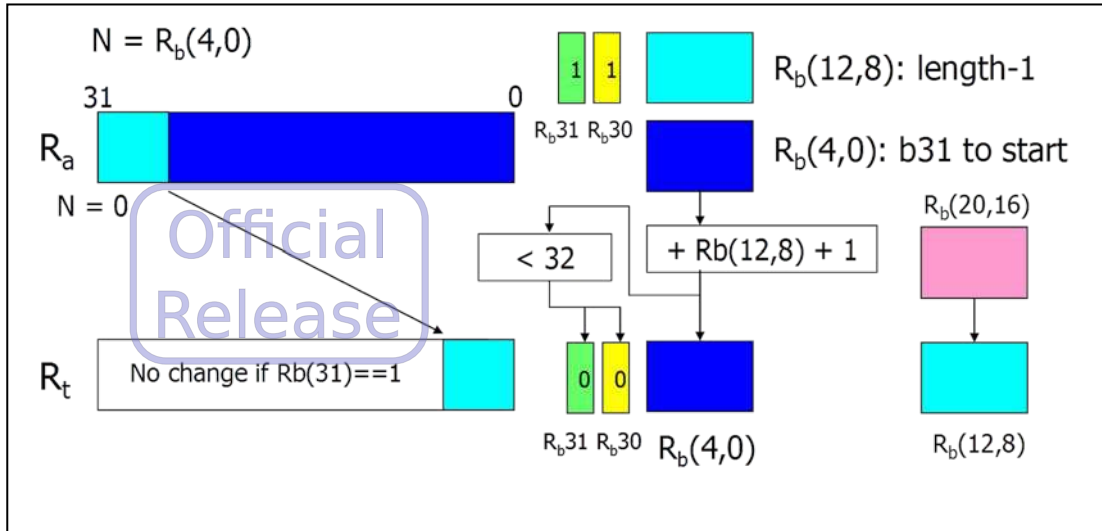 N = Rb(4,0)
1 1
Rb(12,8): length-1
31 0
Rb31 Rb30
Ra
Rb(4,0): b31 to start
N = 0
Rb(20,16)
Official
Release
< 32
+ Rb(12,8) + 1
Rt
No change if Rb(31)==1
0 0
Rb31 Rb30
Rb(4,0)
Rb(12,8)